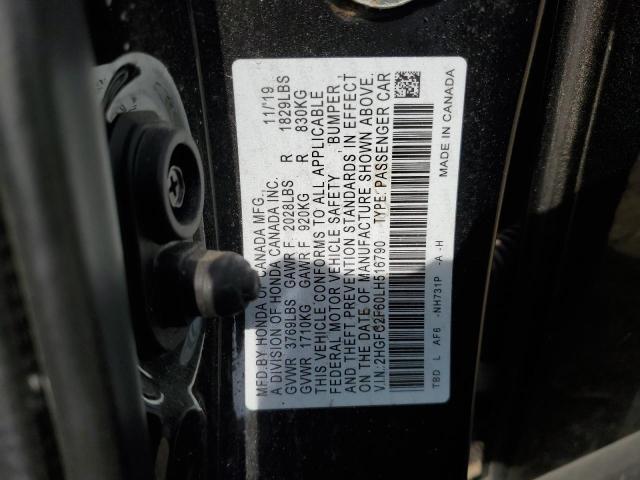 MFD.BY HONDA OF CANADA MFG., 11/19
A DIVISION OF HONDA CANADA INC.
GVWR 3769LBS GAWR F 2028LBS R 1829LBS
GVWR 1710KG GAWR F 920KG R 830KG
THIS VEHICLE CONFORMS TO ALL APPLICABLE
FEDERAL MOTOR VEHICLE SAFETY, BUMPER,
AND THEFT PREVENTION STANDARDS IN EFFECT
ON THE DATE OF MANUFACTURE SHOWN ABOVE.
V.I.N. 2HGFC2F60LH516790 TYPE: PASSENGER CAR
TBD L AF6 -NH731P -A -H MADE IN CANADA